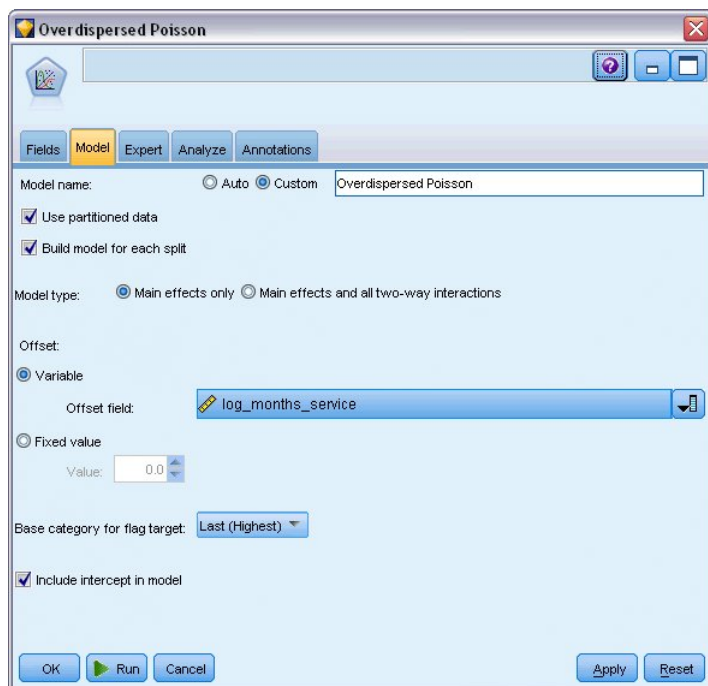 Overdispersed Poisson
Fields Model Expert Analyze Annotations
Model name: Auto Custom Overdispersed Poisson
Use partitioned data
Build model for each split
Model type: Main effects only Main effects and all two-way interactions
Offset:
Variable
Offset field: log_months_service
Fixed value
Value: 0.0
Base category for flag target: Last (Highest)
Include intercept in model
OK Run Cancel Apply Reset